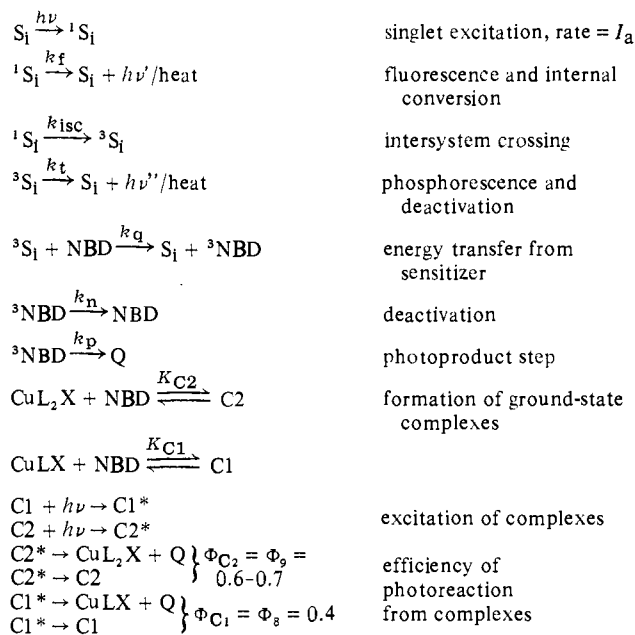 Si hν→ ¹Si singlet excitation, rate = Ia
¹Si kf→ Si + hν'/heat fluorescence and internal
conversion
¹Si kisc→ ³Si intersystem crossing
³Si kt→ Si + hν''/heat phosphorescence and
deactivation
³Si + NBD kq→ Si + ³NBD energy transfer from
sensitizer
³NBD kn→ NBD deactivation
³NBD kp→ Q photoproduct step
CuL₂X + NBD KC2⇌ C2 formation of ground-state
complexes
CuLX + NBD KC1⇌ C1
C1 + hν → C1*
C2 + hν → C2* excitation of complexes
C2* → CuL₂X + Q } ΦC2 = Φ9 = efficiency of
C2* → C2 0.6-0.7 photoreaction
C1* → CuLX + Q } ΦC1 = Φ8 = 0.4 from complexes
C1* → C1